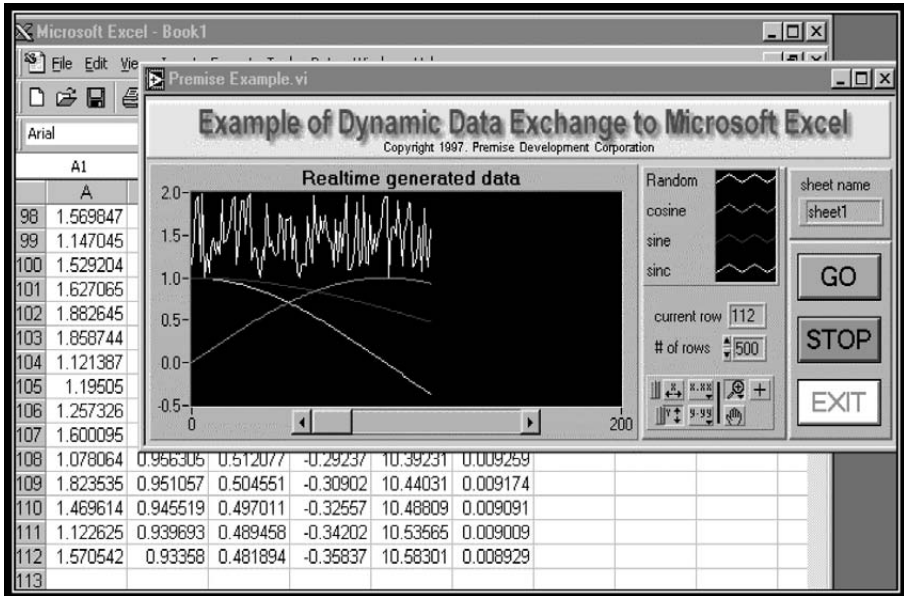 Microsoft Excel - Book1
File Edit
Premise Example.vi
Arial
A1
Example of Dynamic Data Exchange to Microsoft Excel
Copyright 1997. Premise Development Corporation
Realtime generated data
2.0
1.5
1.0
0.5
0.0
-0.5
0
200
Random
cosine
sine
sinc
current row 112
# of rows 500
sheet name
sheet1
GO
STOP
EXIT
A
98 1.569847
99 1.147045
100 1.529204
101 1.627065
102 1.882645
103 1.858744
104 1.121387
105 1.19505
106 1.257326
107 1.600095
108 1.078064 0.956305 0.512077 -0.29237 10.39231 0.009259
109 1.823535 0.951057 0.504551 -0.30902 10.44031 0.009174
110 1.469614 0.945519 0.497011 -0.32557 10.48809 0.009091
111 1.122625 0.939693 0.489458 -0.34202 10.53565 0.009009
112 1.570542 0.93358 0.481894 -0.35837 10.58301 0.008929
113